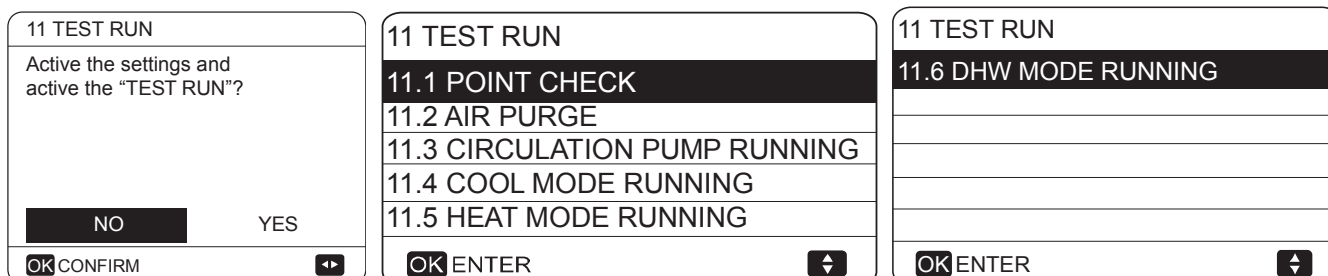 11 TEST RUN
Active the settings and
active the “TEST RUN”?
NO YES
OK CONFIRM
11 TEST RUN
11.1 POINT CHECK
11.2 AIR PURGE
11.3 CIRCULATION PUMP RUNNING
11.4 COOL MODE RUNNING
11.5 HEAT MODE RUNNING
OK ENTER
11 TEST RUN
11.6 DHW MODE RUNNING
OK ENTER